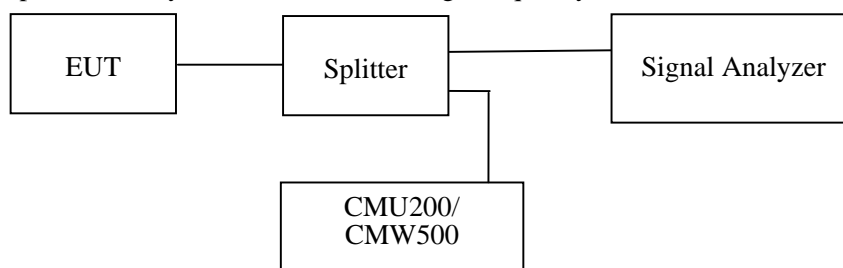 EUT
Splitter
Signal Analyzer
CMU200/
CMW500